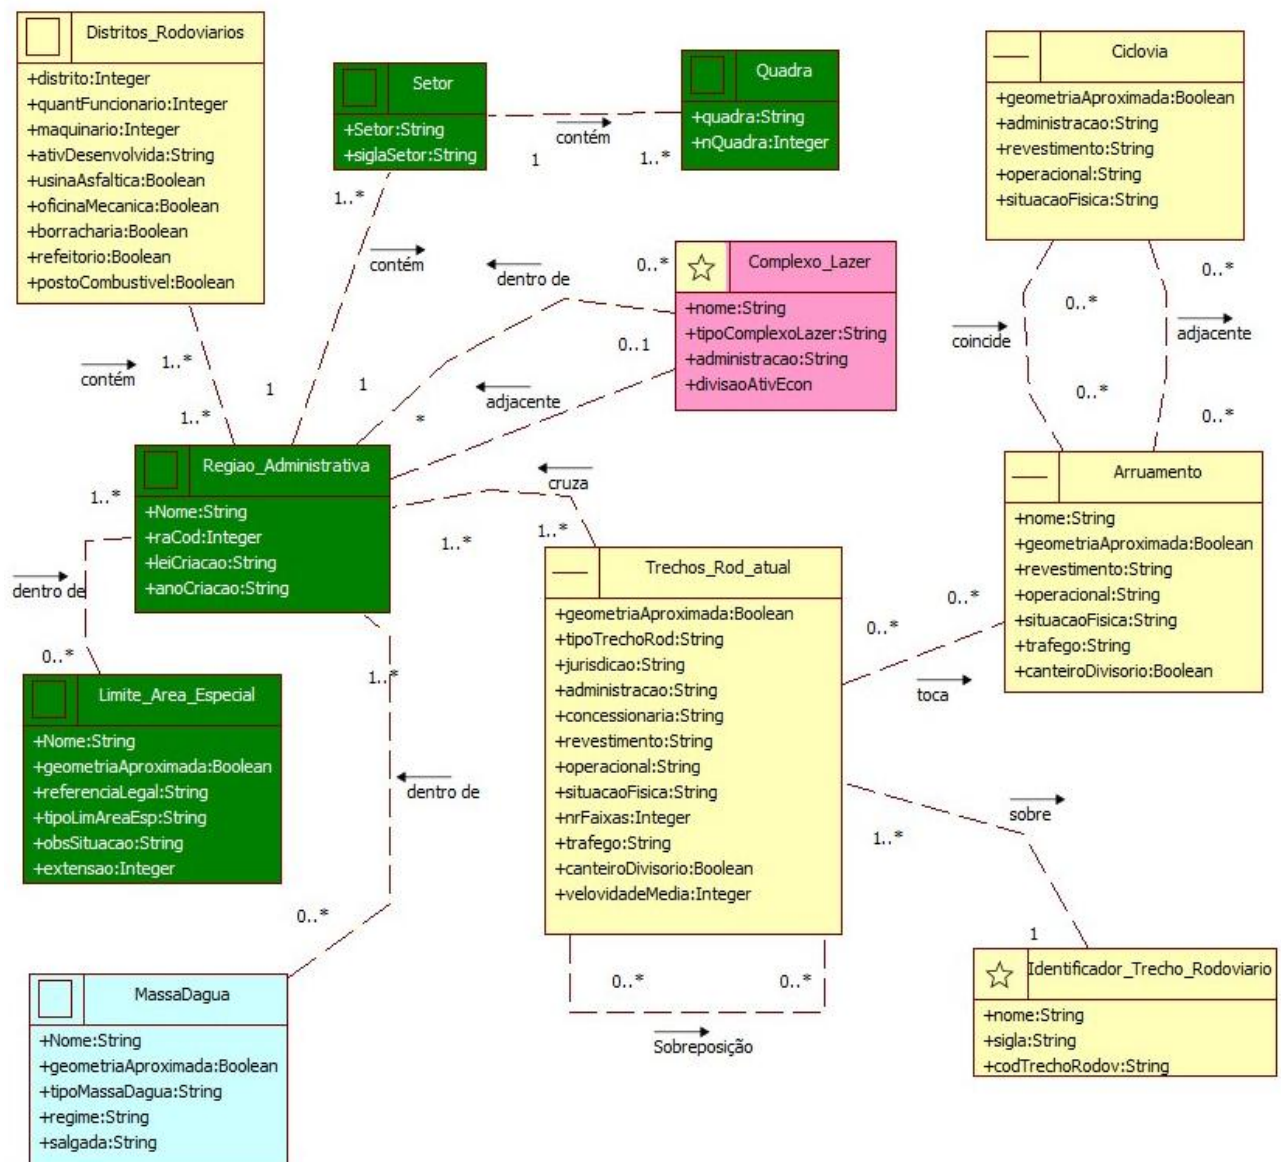 Distritos_Rodoviarios
+distrito:Integer
+quantFuncionario:Integer
+maquinario:Integer
+ativDesenvolvida:String
+usinaAsfaltica:Boolean
+oficinaMecanica:Boolean
+borracharia:Boolean
+refeitorio:Boolean
+postoCombustivel:Boolean
Setor
+Setor:String
+siglaSetor:String
contém
1
1..*
Quadra
+quadra:String
+nQuadra:Integer
Ciclovia
+geometriaAproximada:Boolean
+administracao:String
+revestimento:String
+operacional:String
+situacaoFisica:String
1..*
contém
1
dentro de
0..*
1
Complexo_Lazer
+nome:String
+tipoComplexoLazer:String
+administracao:String
+divisaoAtivEcon
0..1
adjacente
*
0..*
coincide
0..*
0..*
adjacente
0..*
contém
1..*
1..*
Regiao_Administrativa
+Nome:String
+raCod:Integer
+leiCriacao:String
+anoCriacao:String
cruza
1..*
1..*
Arruamento
+nome:String
+geometriaAproximada:Boolean
+revestimento:String
+operacional:String
+situacaoFisica:String
+trafego:String
+canteiroDivisorio:Boolean
1..*
dentro de
0..*
Trechos_Rod_atual
+geometriaAproximada:Boolean
+tipoTrechoRod:String
+jurisdicao:String
+administracao:String
+concessionaria:String
+revestimento:String
+operacional:String
+situacaoFisica:String
+nrFaixas:Integer
+trafego:String
+canteiroDivisorio:Boolean
+velovidadeMedia:Integer
0..*
0..*
toca
Limite_Area_Especial
+Nome:String
+geometriaAproximada:Boolean
+referenciaLegal:String
+tipoLimAreaEsp:String
+obsSituacao:String
+extensao:Integer
1..*
dentro de
0..*
1..*
sobre
1
0..*
0..*
Sobreposição
MassaDagua
+Nome:String
+geometriaAproximada:Boolean
+tipoMassaDagua:String
+regime:String
+salgada:String
Identificador_Trecho_Rodoviario
+nome:String
+sigla:String
+codTrechoRodov:String